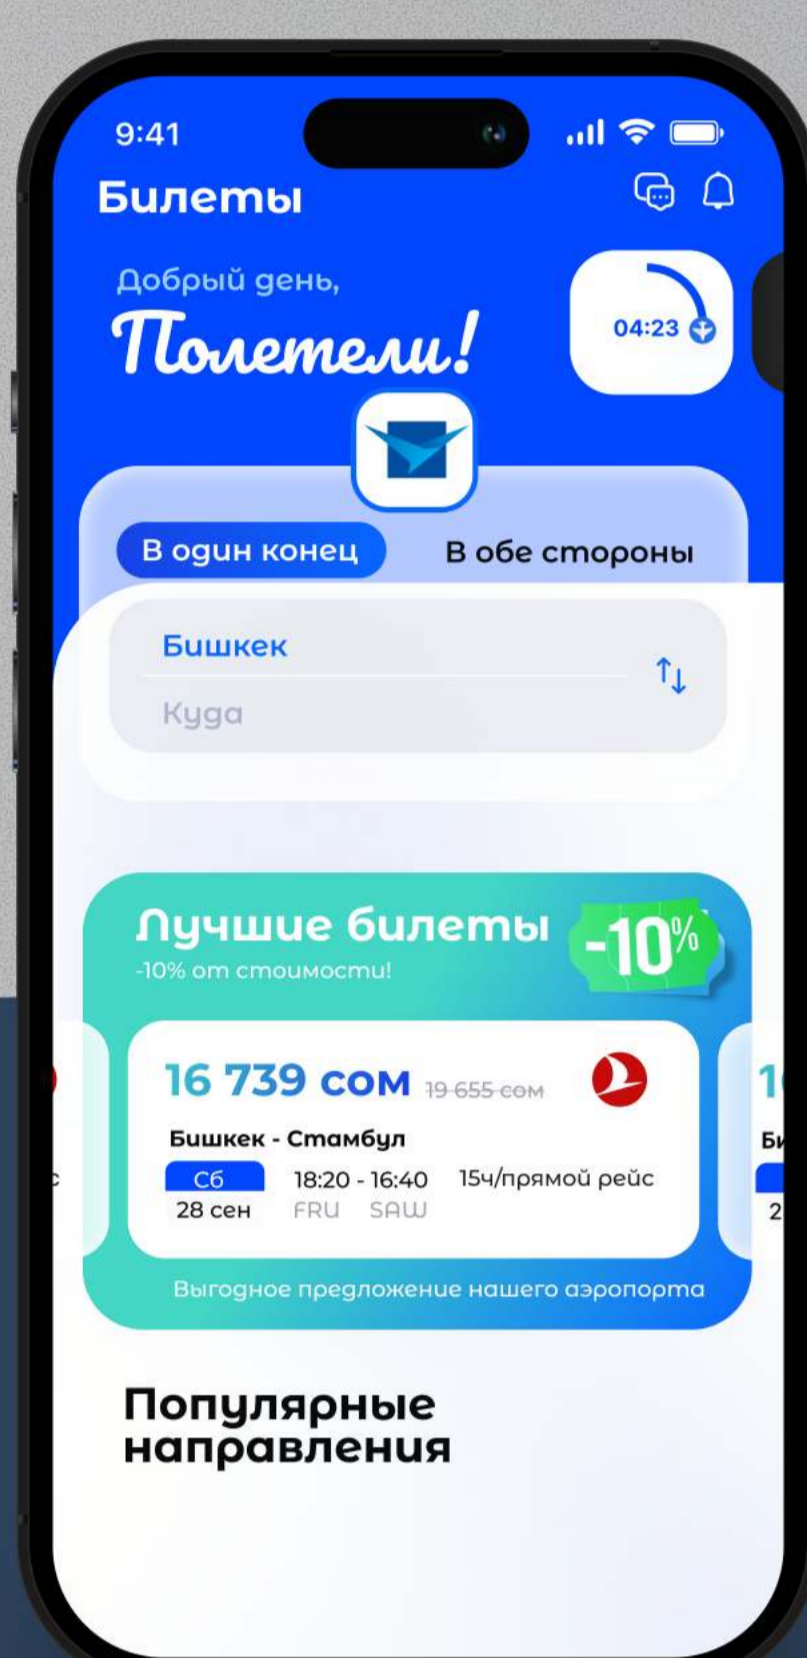 9:41
Билеты
Добрый день,
Полетели!
04:23
В один конец
В обе стороны
Бишкек
Куда
Лучшие билеты
-10% от стоимости!
-10%
16 739 сом 19 655 сом
Бишкек - Стамбул
Сб 18:20 - 16:40 15ч/прямой рейс
28 сен FRU SAW
Выгодное предложение нашего аэропорта
Популярные
направления